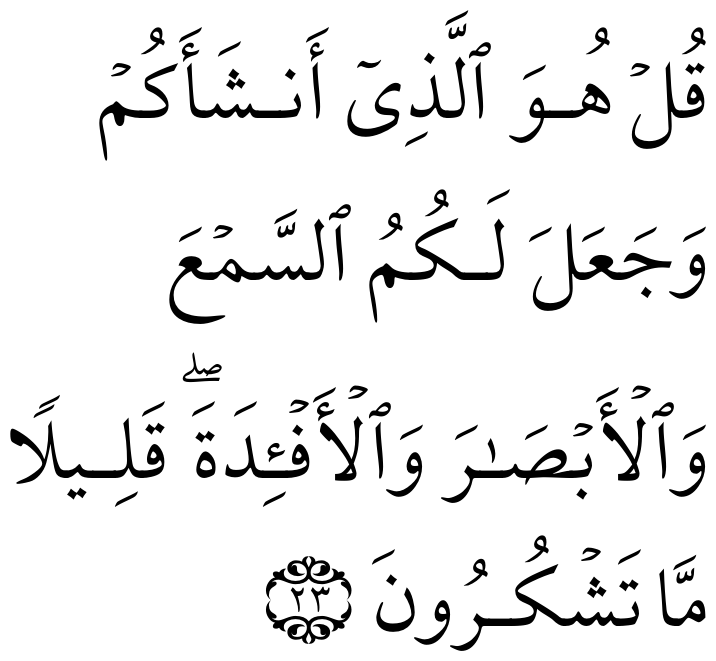 قُلۡ هُوَ ٱلَّذِىٓ أَنشَأَكُمۡ
وَجَعَلَ لَكُمُ ٱلسَّمۡعَ
وَٱلۡأَبۡصَـٰرَ وَٱلۡأَفۡـِٔدَةَۖ قَلِيلًا
مَّا تَشۡكُرُونَ ٢٣